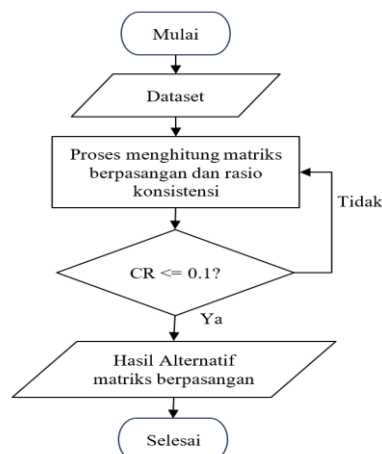 Mulai
Dataset
Proses menghitung matriks
berpasangan dan rasio
konsistensi
Tidak
CR <= 0.1?
Ya
Hasil Alternatif
matriks berpasangan
Selesai